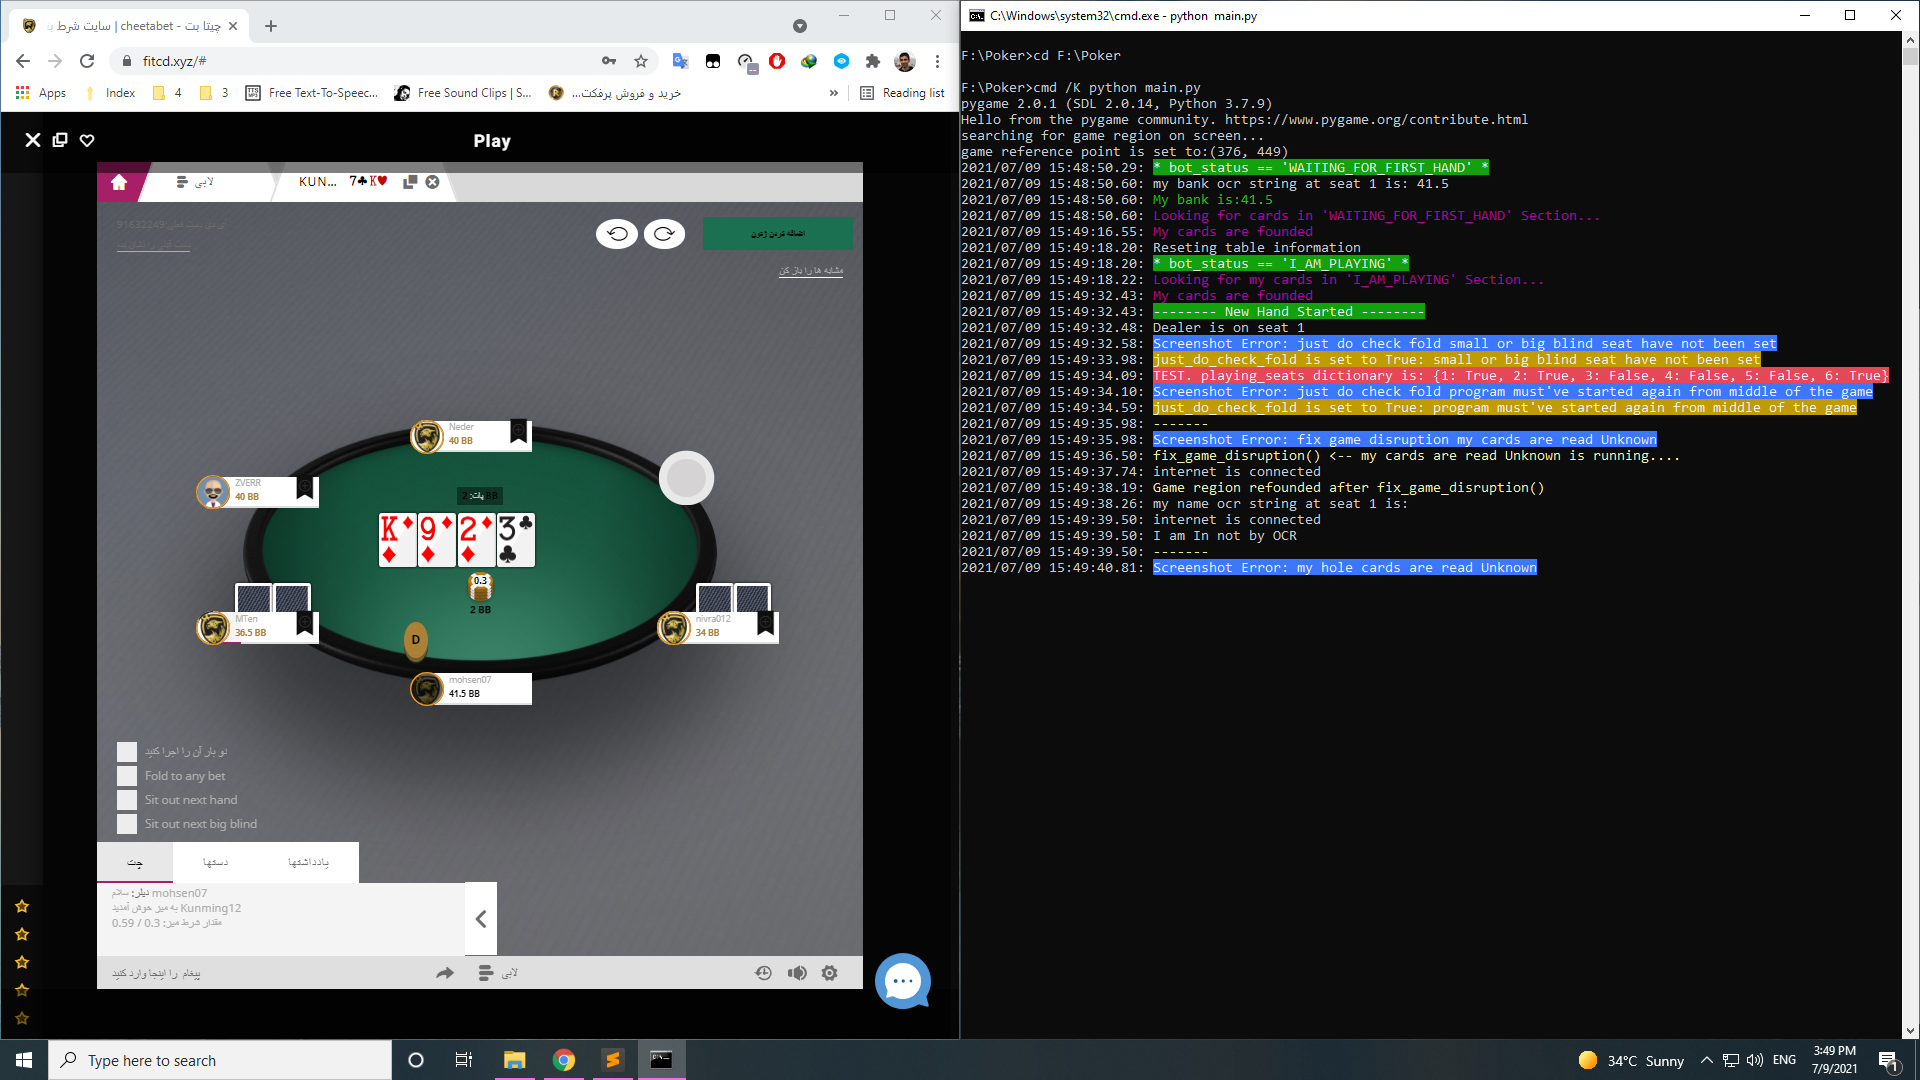 چیتا بت - cheetabet | سایت شرط ب
fitcd.xyz/#
Apps
Index
4
3
Free Text-To-Speec...
Free Sound Clips | S...
خرید و فروش پرفکت...
»
Reading list
Play
لابی
KUN... 7♣K♥
اضافه کردن ژتون
مشابه ها را باز کن
Neder
40 BB
ZVERR
40 BB
پات: 2 BB
K♦ 9♦ 2♦ 3♣
0.3
2 BB
MTen
36.5 BB
nivra012
34 BB
D
mohsen07
41.5 BB
دو بار آن را اجرا کنید
Fold to any bet
Sit out next hand
Sit out next big blind
چت
دستها
یادداشتها
دیلر: سلام mohsen07
به میز خوش آمدید Kunming12
مقدار شرط میز: 0.3 / 0.59
پیغام را اینجا وارد کنید
لابی
C:\Windows\system32\cmd.exe - python main.py
F:\Poker>cd F:\Poker
F:\Poker>cmd /K python main.py
pygame 2.0.1 (SDL 2.0.14, Python 3.7.9)
Hello from the pygame community. https://www.pygame.org/contribute.html
searching for game region on screen...
game reference point is set to:(376, 449)
2021/07/09 15:48:50.29: * bot_status == 'WAITING_FOR_FIRST_HAND' *
2021/07/09 15:48:50.60: my bank ocr string at seat 1 is: 41.5
2021/07/09 15:48:50.60: My bank is:41.5
2021/07/09 15:48:50.60: Looking for cards in 'WAITING_FOR_FIRST_HAND' Section...
2021/07/09 15:49:16.55: My cards are founded
2021/07/09 15:49:18.20: Reseting table information
2021/07/09 15:49:18.20: * bot_status == 'I_AM_PLAYING' *
2021/07/09 15:49:18.22: Looking for my cards in 'I_AM_PLAYING' Section...
2021/07/09 15:49:32.43: My cards are founded
2021/07/09 15:49:32.43: -------- New Hand Started --------
2021/07/09 15:49:32.48: Dealer is on seat 1
2021/07/09 15:49:32.58: Screenshot Error: just do check fold small or big blind seat have not been set
2021/07/09 15:49:33.98: just_do_check_fold is set to True: small or big blind seat have not been set
2021/07/09 15:49:34.09: TEST. playing_seats dictionary is: {1: True, 2: True, 3: False, 4: False, 5: False, 6: True}
2021/07/09 15:49:34.10: Screenshot Error: just do check fold program must've started again from middle of the game
2021/07/09 15:49:34.59: just_do_check_fold is set to True: program must've started again from middle of the game
2021/07/09 15:49:35.98: -------
2021/07/09 15:49:35.98: Screenshot Error: fix game disruption my cards are read Unknown
2021/07/09 15:49:36.50: fix_game_disruption() <-- my cards are read Unknown is running....
2021/07/09 15:49:37.74: internet is connected
2021/07/09 15:49:38.19: Game region refounded after fix_game_disruption()
2021/07/09 15:49:38.26: my name ocr string at seat 1 is:
2021/07/09 15:49:39.50: internet is connected
2021/07/09 15:49:39.50: I am In not by OCR
2021/07/09 15:49:39.50: -------
2021/07/09 15:49:40.81: Screenshot Error: my hole cards are read Unknown
Type here to search
34°C Sunny
ENG
3:49 PM
7/9/2021
1